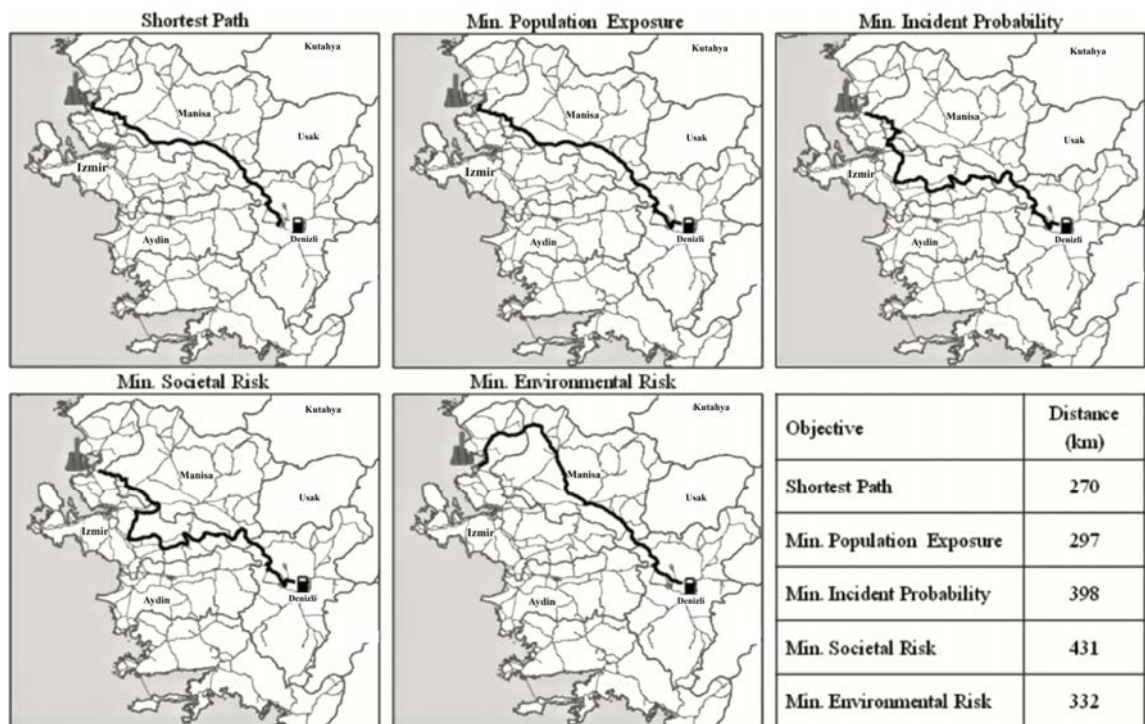 Shortest Path
Min. Population Exposure
Min. Incident Probability
Kutahya
Manisa
Usak
Izmir
Aydin
Denizli
Kutahya
Manisa
Usak
Izmir
Aydin
Denizli
Kutahya
Manisa
Usak
Izmir
Aydin
Denizli
Min. Societal Risk
Min. Environmental Risk
Kutahya
Manisa
Usak
Izmir
Aydin
Denizli
Kutahya
Manisa
Usak
Izmir
Aydin
Denizli
Objective Distance
(km)
Shortest Path 270
Min. Population Exposure 297
Min. Incident Probability 398
Min. Societal Risk 431
Min. Environmental Risk 332